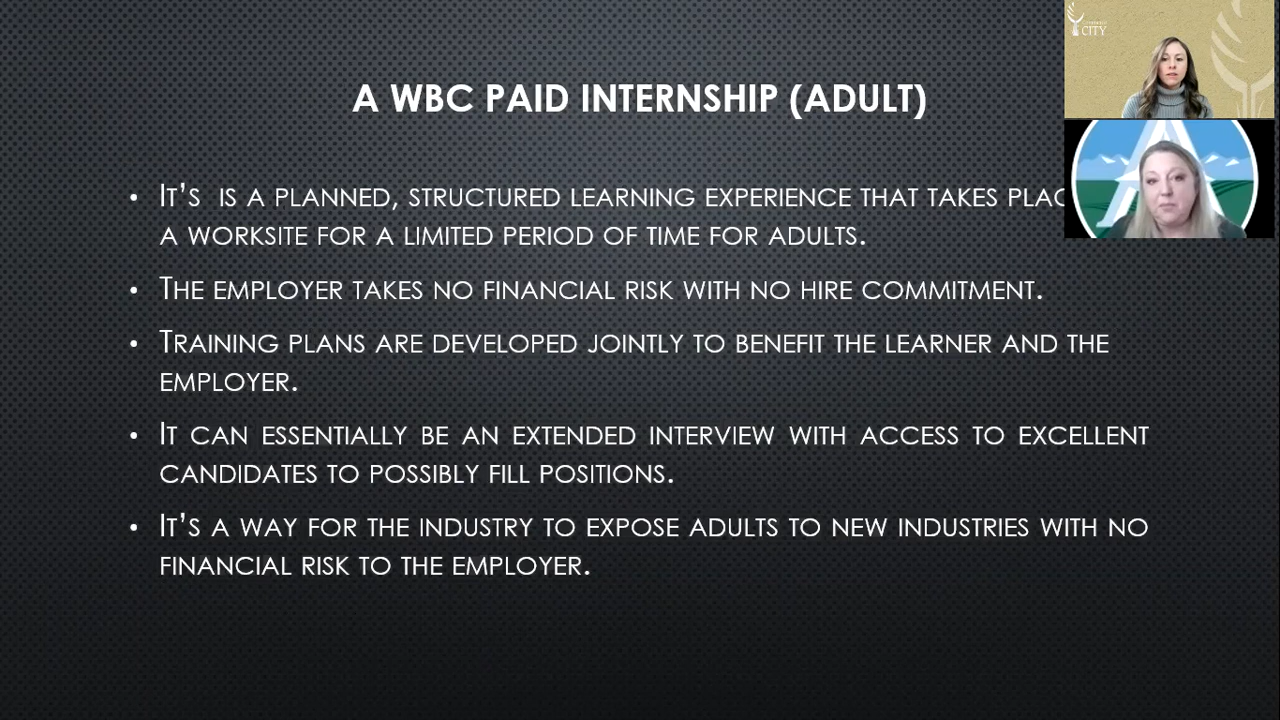 A WBC PAID INTERNSHIP (ADULT)
CITY
• IT'S IS A PLANNED, STRUCTURED LEARNING EXPERIENCE THAT TAKES
A WORKSITE FOR A LIMITED PERIOD OF TIME FOR ADULTS.
• THE EMPLOYER TAKES NO FINANCIAL RISK WITH NO HIRE COMMITMENT.
• TRAINING PLANS ARE DEVELOPED JOINTLY TO BENEFIT THE LEARNER AND THE
EMPLOYER.
• IT CAN ESSENTIALLY BE AN EXTENDED INTERVIEW WITH ACCESS TO EXCELLENT
CANDIDATES TO POSSIBLY FILL POSITIONS.
• IT'S A WAY FOR THE INDUSTRY TO EXPOSE ADULTS TO NEW INDUSTRIES WITH NO
FINANCIAL RISK TO THE EMPLOYER.